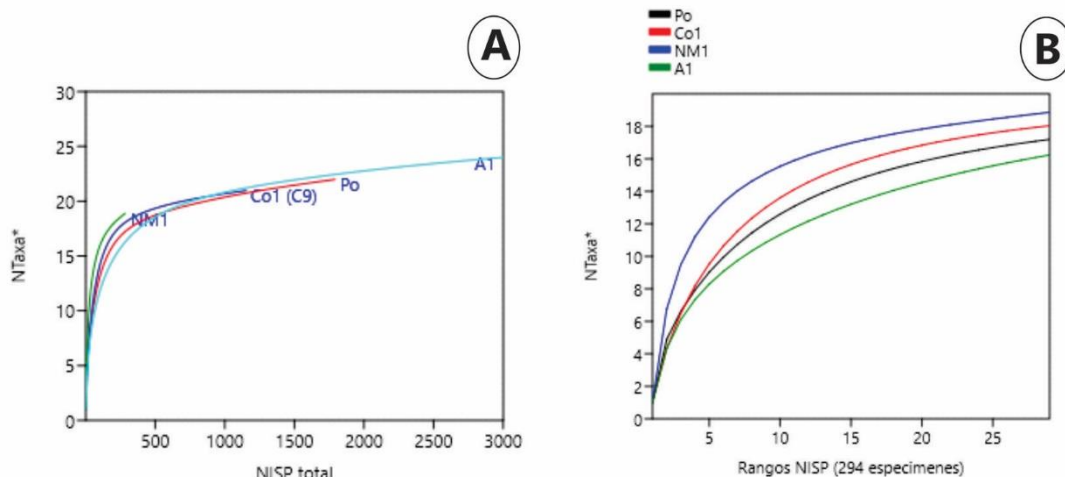 A
30
25
20
15
10
5
0
NTaxa*
NM1
Co1 (C9)
Po
A1
500
1000
1500
2000
2500
3000
NISP total
Po
Co1
NM1
A1
B
18
16
14
12
10
8
6
4
2
0
NTaxa*
5
10
15
20
25
Rangos NISP (294 especimenes)